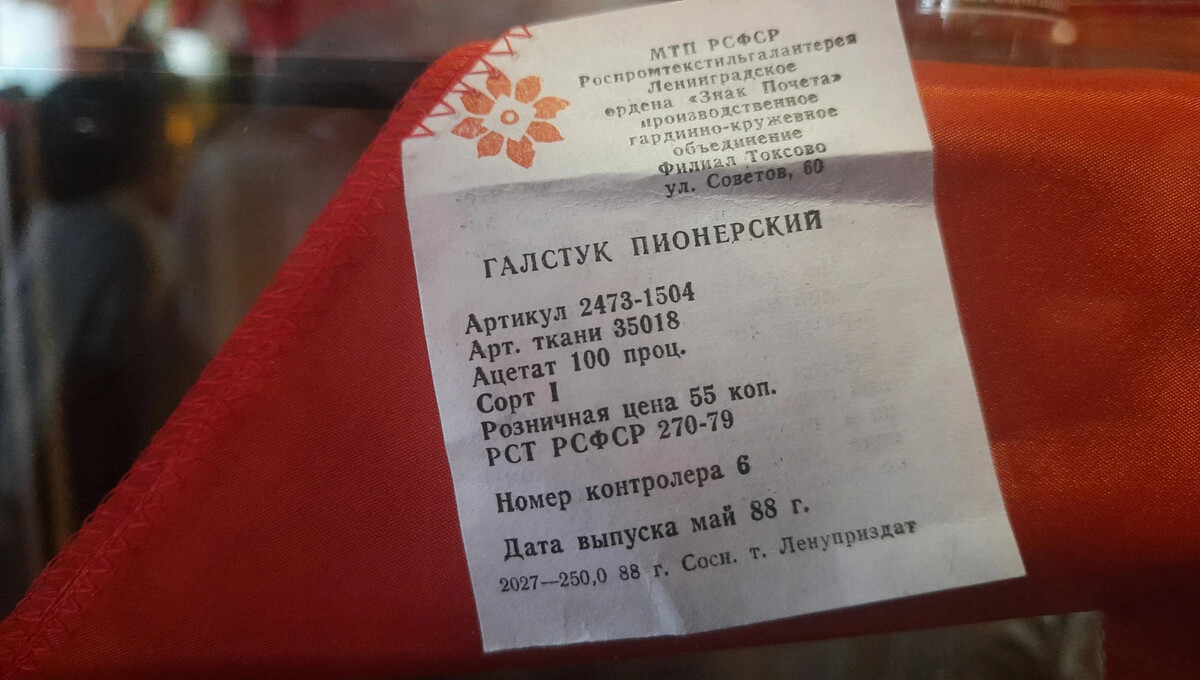 МТП РСФСР
Роспромтекстильгалантерея
Ленинградское
ордена «Знак Почета»
производственное
гардинно-кружевное
объединение
Филиал Токсово
ул. Советов, 60
ГАЛСТУК ПИОНЕРСКИЙ
Артикул 2473-1504
Арт. ткани 35018
Ацетат 100 проц.
Сорт I
Розничная цена 55 коп.
РСТ РСФСР 270-79
Номер контролера 6
Дата выпуска май 88 г.
2027—250,0 88 г. Сосн. т. Ленуприздат